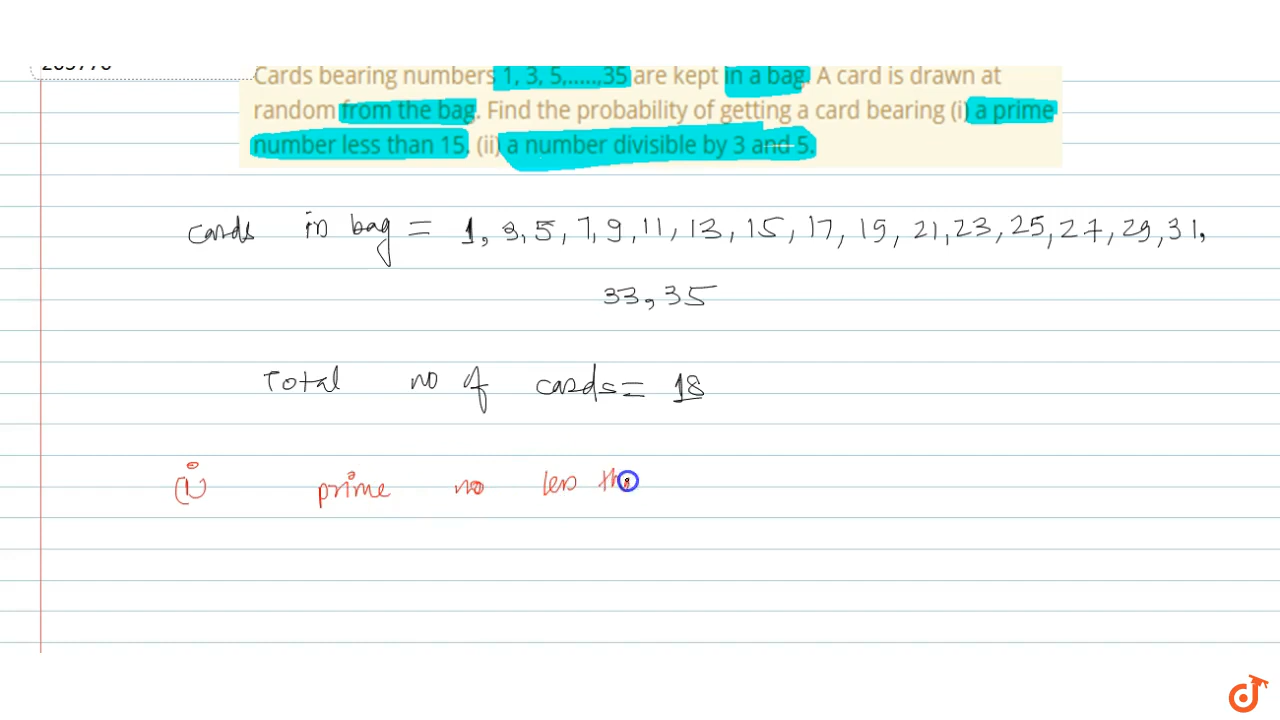 Cards bearing numbers 1, 3, 5,.....,35 are kept in a bag. A card is drawn at
random from the bag. Find the probability of getting a card bearing (i) a prime
number less than 15. (ii) a number divisible by 3 and 5.
cards in bag = 1, 3, 5, 7, 9, 11, 13, 15, 17, 19, 21, 23, 25, 27, 29, 31,
33, 35
Total no of cards = 18
(i) prime no less